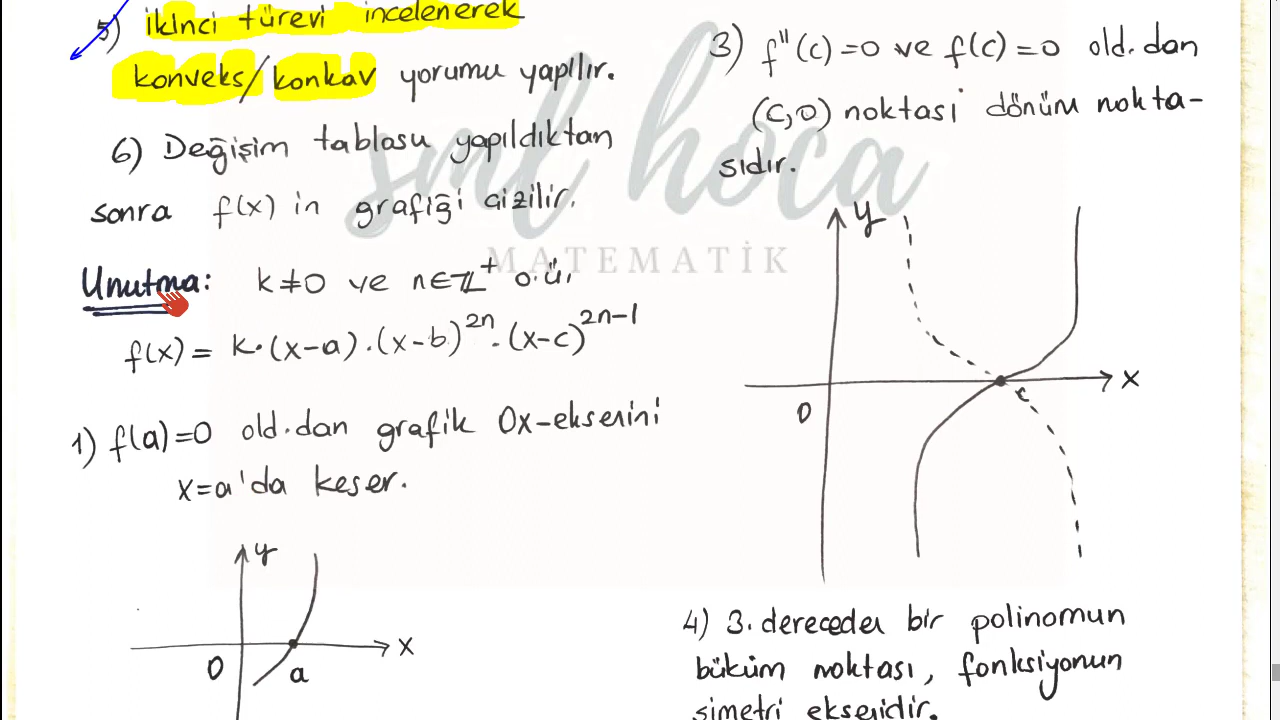 5) ikinci türevi incelenerek
konveks/konkav yorumu yapılır.
6) Değişim tablosu yapıldıktan
sonra f(x) in grafiği çizilir.
Unutma: k≠0 ve n∈ℤ⁺ o.ü.
f(x) = k.(x-a).(x-b)²ⁿ.(x-c)²ⁿ⁻¹
1) f(a)=0 old.dan grafik Ox-eksenini
x=a'da keser.
y
x
0
a
3) f''(c)=0 ve f(c)=0 old.dan
(c,0) noktasi dönüm nokta-
sıdır.
y
x
0
c
4) 3. dereceden bir polinomun
büküm noktası, fonksiyonun
simetri eksenidir.
sml hoca
MATEMATİK